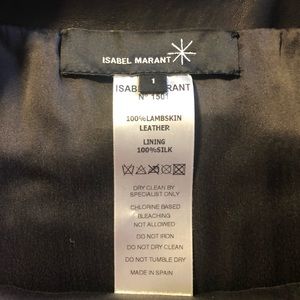 ISABEL MARANT
1
ISABEL MARANT
N° 1501
100%LAMBSKIN
LEATHER
LINING
100%SILK
DRY CLEAN BY
SPECIALIST ONLY
CHLORINE BASED
BLEACHING
NOT ALLOWED
DO NOT IRON
DO NOT DRY CLEAN
DO NOT TUMBLE DRY
MADE IN SPAIN